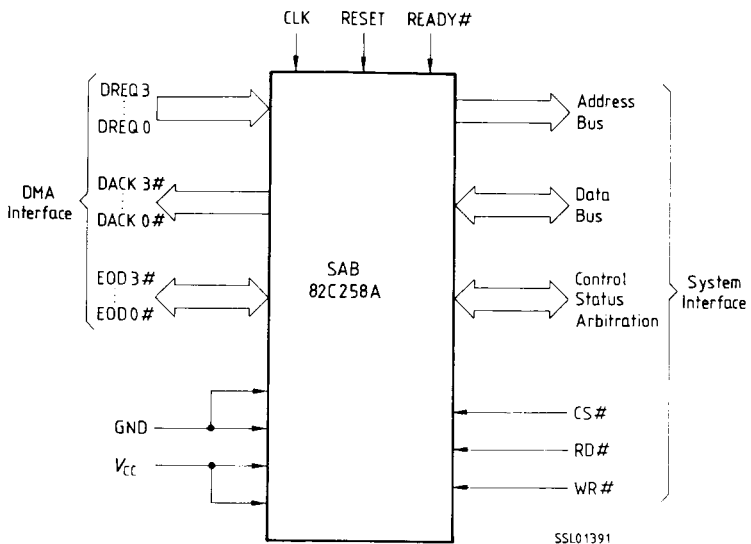 CLK
RESET
READY#
DREQ 3
DREQ 0
DACK 3#
DACK 0#
EOD 3#
EOD 0#
DMA
Interface
GND
VCC
SAB
82C258A
Address
Bus
Data
Bus
Control
Status
Arbitration
System
Interface
CS#
RD#
WR#
SSL01391